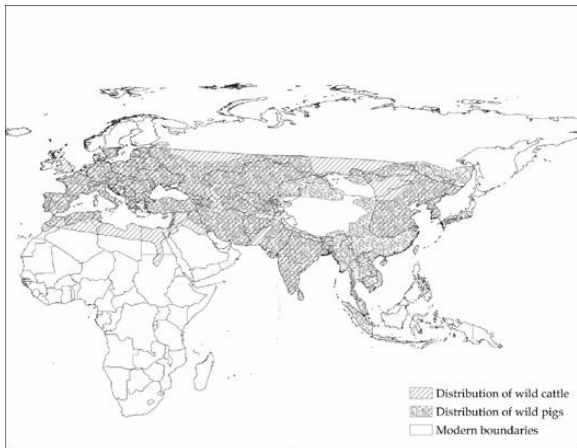 Distribution of wild cattle
Distribution of wild pigs
Modern boundaries